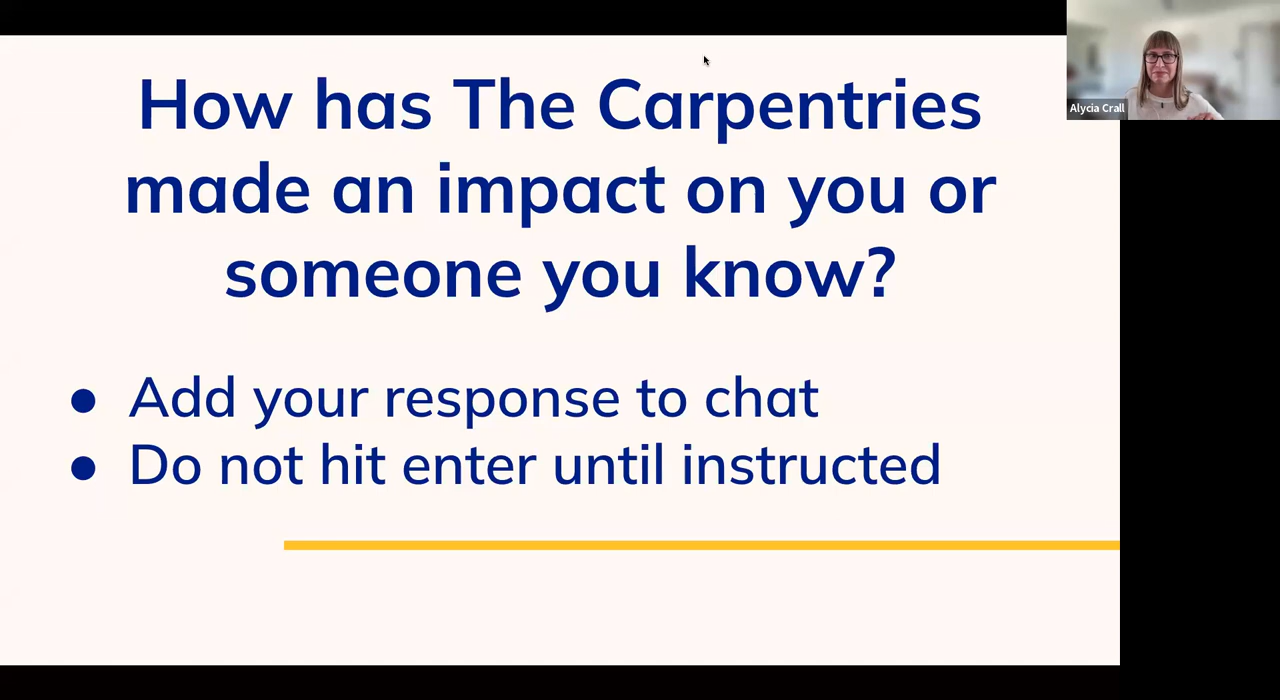 How has The Carpentries
made an impact on you or
someone you know?
● Add your response to chat
● Do not hit enter until instructed
Alycia Crall